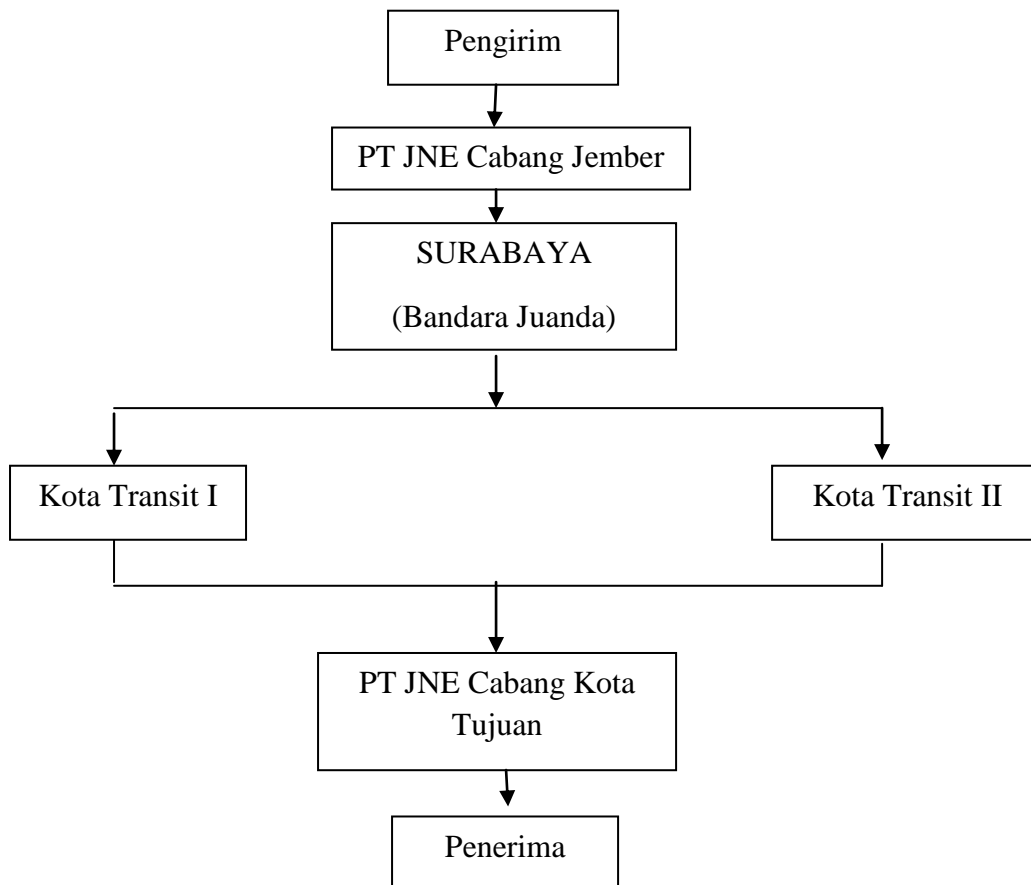 Pengirim
PT JNE Cabang Jember
SURABAYA
(Bandara Juanda)
Kota Transit I
Kota Transit II
PT JNE Cabang Kota
Tujuan
Penerima